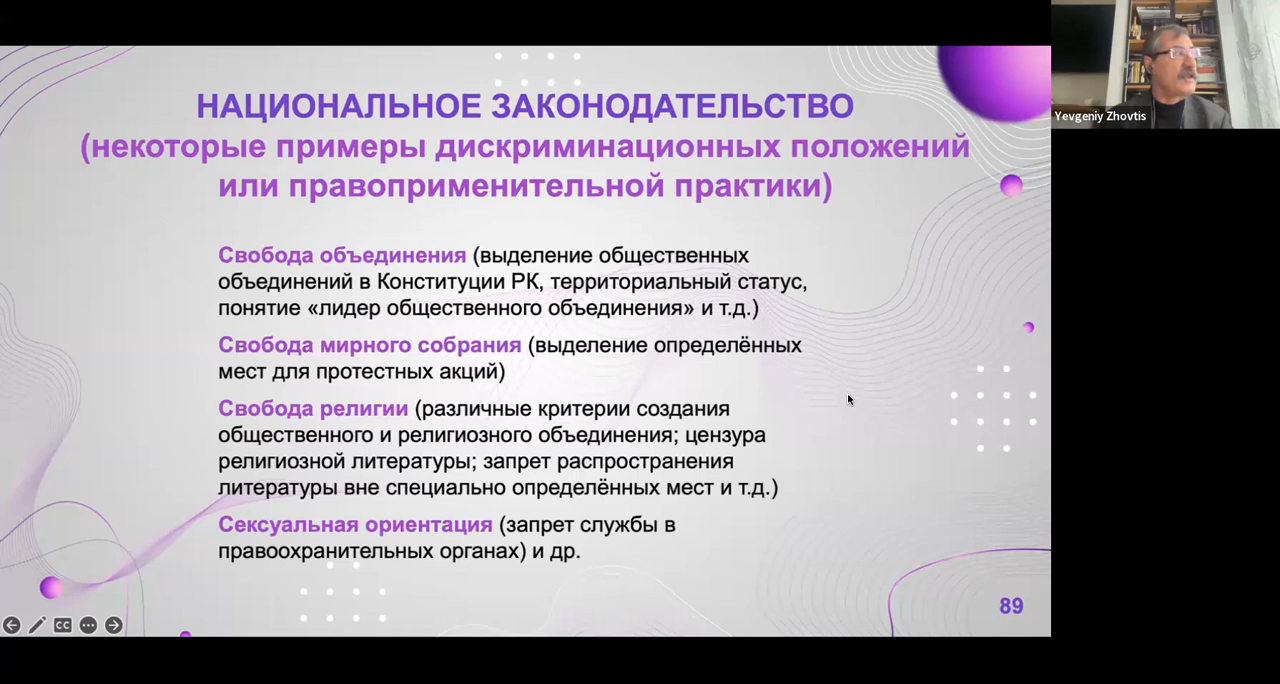 НАЦИОНАЛЬНОЕ ЗАКОНОДАТЕЛЬСТВО
(некоторые примеры дискриминационных положений
или правоприменительной практики)
Свобода объединения (выделение общественных
объединений в Конституции РК, территориальный статус,
понятие «лидер общественного объединения» и т.д.)
Свобода мирного собрания (выделение определённых
мест для протестных акций)
Свобода религии (различные критерии создания
общественного и религиозного объединения; цензура
религиозной литературы; запрет распространения
литературы вне специально определённых мест и т.д.)
Сексуальная ориентация (запрет службы в
правоохранительных органах) и др.
89
CC
Yevgeniy Zhovtis